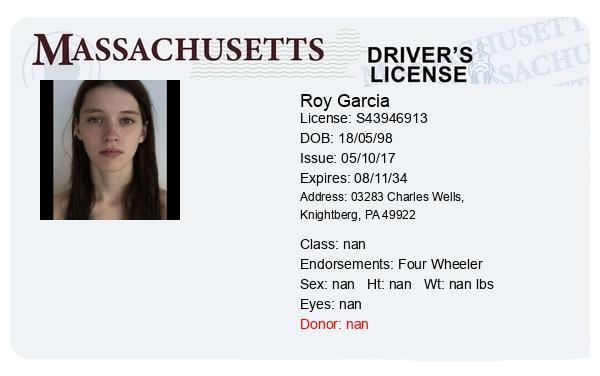 MASSACHUSETTS
DRIVER'S
LICENSE
Roy Garcia
License: S43946913
DOB: 18/05/98
Issue: 05/10/17
Expires: 08/11/34
Address: 03283 Charles Wells,
Knightberg, PA 49922
Class: nan
Endorsements: Four Wheeler
Sex: nan Ht: nan Wt: nan lbs
Eyes: nan
Donor: nan